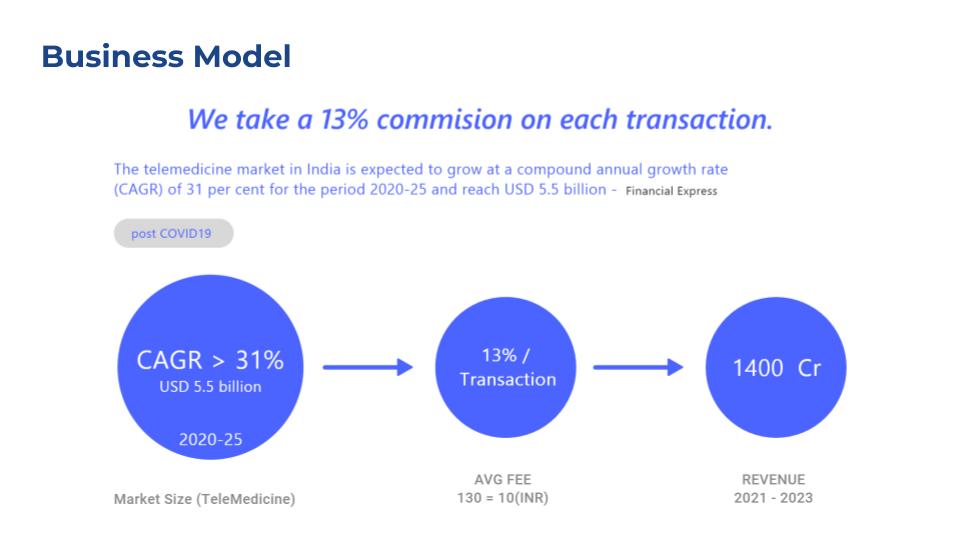 Business Model
We take a 13% commision on each transaction.
The telemedicine market in India is expected to grow at a compound annual growth rate
(CAGR) of 31 per cent for the period 2020-25 and reach USD 5.5 billion - Financial Express
post COVID19
CAGR > 31%
USD 5.5 billion
2020-25
Market Size (TeleMedicine)
13% /
Transaction
AVG FEE
130 = 10(INR)
1400 Cr
REVENUE
2021 - 2023